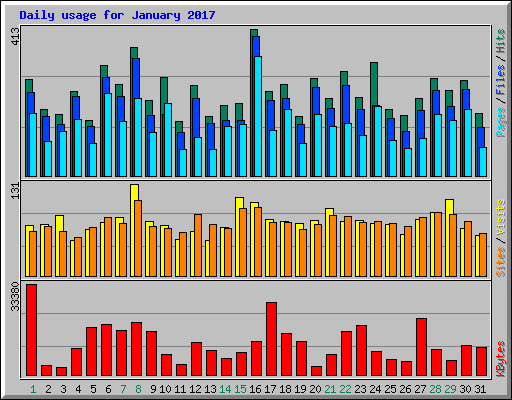 Daily usage for January 2017
413
Pages / Files / Hits
131
Sites / Visits
33380
KBytes
1 2 3 4 5 6 7 8 9 10 11 12 13 14 15 16 17 18 19 20 21 22 23 24 25 26 27 28 29 30 31